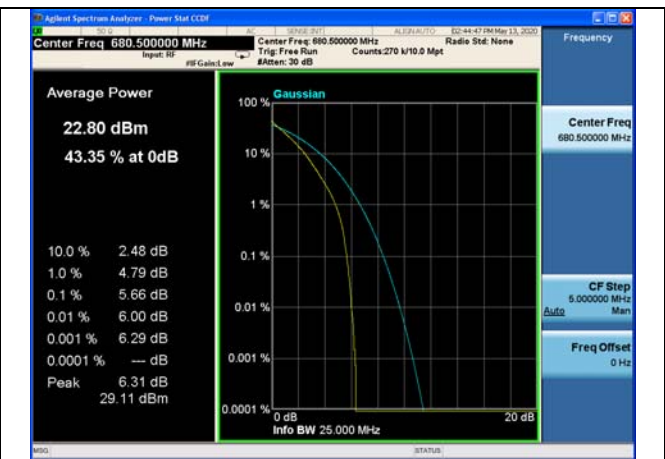 Agilent Spectrum Analyzer - Power Stat CCDF
50 Ω AC SENSE:INT ALIGN AUTO 02:44:47 PM May 13, 2020
Center Freq 680.500000 MHz
Input: RF
#IFGain:Low
Center Freq: 680.500000 MHz
Radio Std: None
Trig: Free Run
Counts:270 k/10.0 Mpt
#Atten: 30 dB
Frequency
Average Power
22.80 dBm
43.35 % at 0dB
10.0 % 2.48 dB
1.0 % 4.79 dB
0.1 % 5.66 dB
0.01 % 6.00 dB
0.001 % 6.29 dB
0.0001 % --- dB
Peak 6.31 dB
29.11 dBm
Gaussian
100 %
10 %
1 %
0.1 %
0.01 %
0.001 %
0.0001 %
0 dB
20 dB
Info BW 25.000 MHz
Center Freq
680.500000 MHz
CF Step
5.000000 MHz
Auto Man
Freq Offset
0 Hz
MSG
STATUS